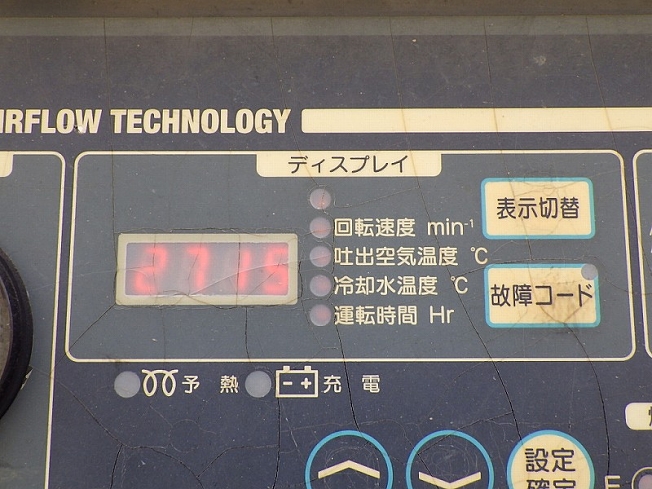 IRFLOW TECHNOLOGY
ディスプレイ
表示切替
回転速度 min⁻¹
吐出空気温度 ℃
冷却水温度 ℃
故障コード
運転時間 Hr
予 熱
- +
充 電
設定
確定
E